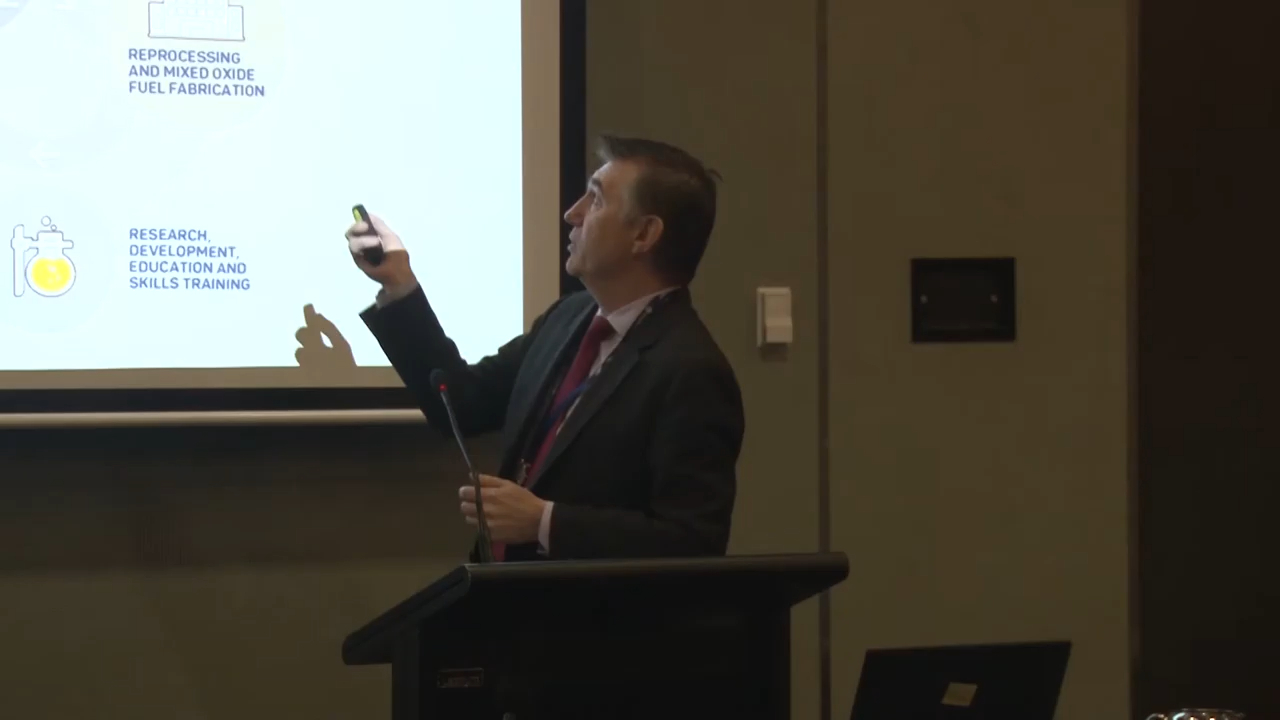 REPROCESSING
AND MIXED OXIDE
FUEL FABRICATION
RESEARCH,
DEVELOPMENT,
EDUCATION AND
SKILLS TRAINING